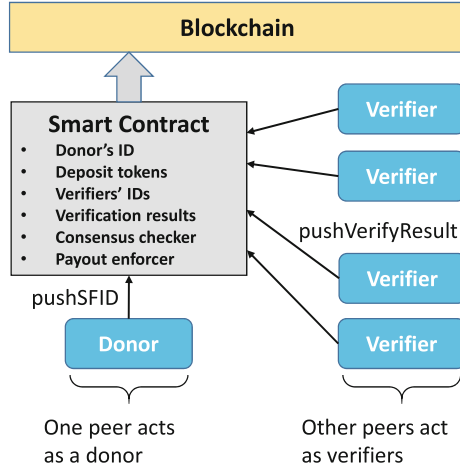 Blockchain
Smart Contract
• Donor’s ID
• Deposit tokens
• Verifiers’ IDs
• Verification results
• Consensus checker
• Payout enforcer
Verifier
Verifier
pushVerifyResult
Verifier
Verifier
pushSFID
Donor
One peer acts
as a donor
Other peers act
as verifiers